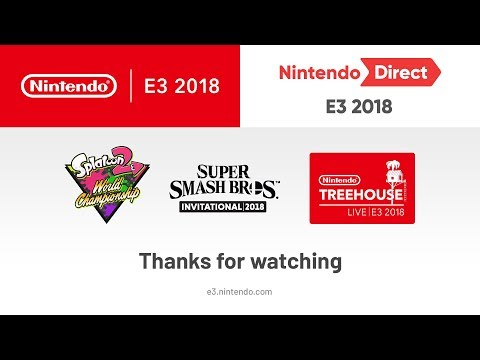 Nintendo | E3 2018
Nintendo Direct
E3 2018
Splatoon 2
World
Championship
SUPER
SMASH BROS.™
INVITATIONAL | 2018
Nintendo
TREEHOUSE
LIVE | E3 2018
Thanks for watching
e3.nintendo.com